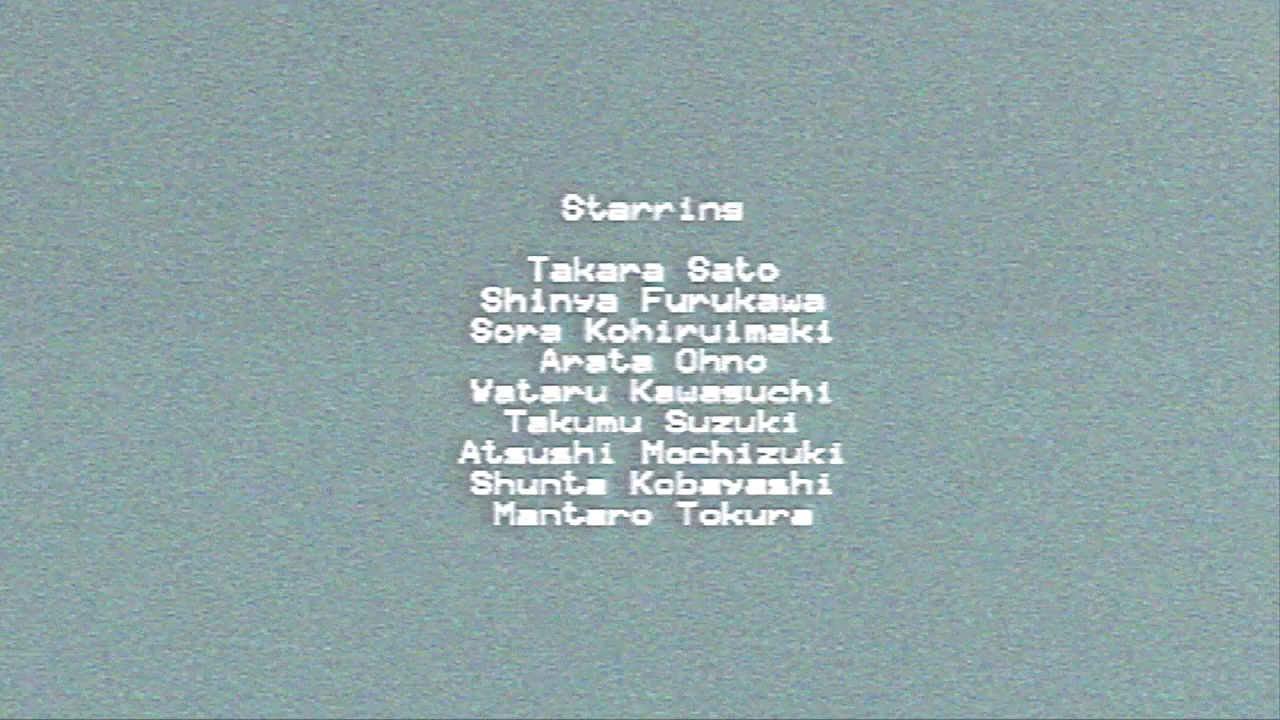 Starring
Takara Sato
Shinya Furukawa
Sora Kohiruimaki
Arata Ohno
Wataru Kawaguchi
Takumu Suzuki
Atsushi Mochizuki
Shunta Kobayashi
Mantaro Tokura